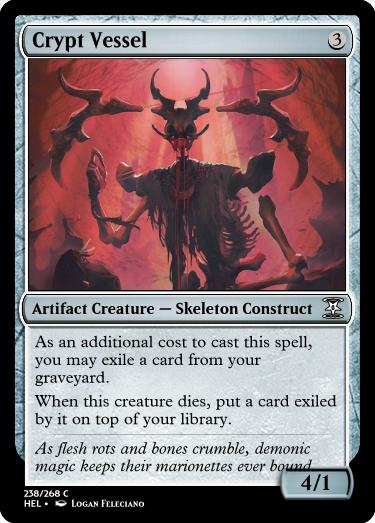 Crypt Vessel 3
Artifact Creature — Skeleton Construct
As an additional cost to cast this spell,
you may exile a card from your
graveyard.
When this creature dies, put a card exiled
by it on top of your library.
As flesh rots and bones crumble, demonic
magic keeps their marionettes ever bound.
4/1
238/268 C
HEL • Logan Feleciano